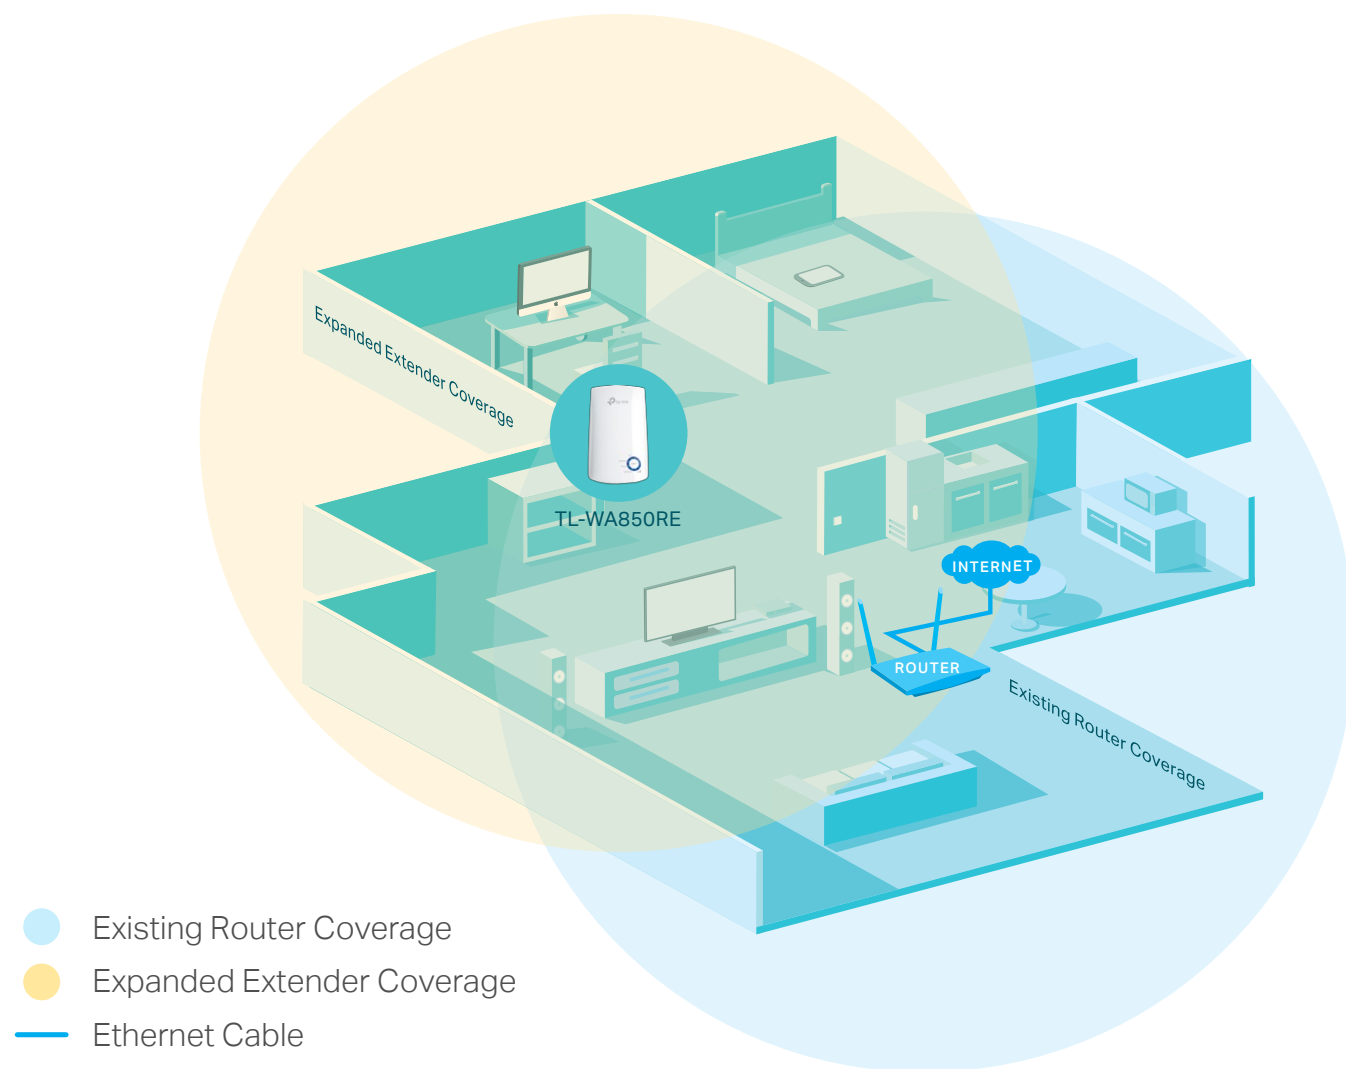 Expanded Extender Coverage
TL-WA850RE
INTERNET
ROUTER
Existing Router Coverage
Existing Router Coverage
Expanded Extender Coverage
Ethernet Cable